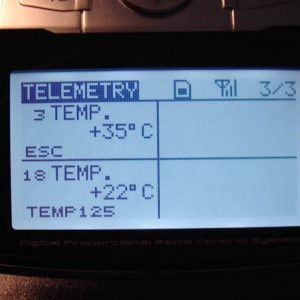 TELEMETRY 3/3
3 TEMP.
+35°C
ESC
18 TEMP.
+22°C
TEMP125
Digital Proportional Radio Control System